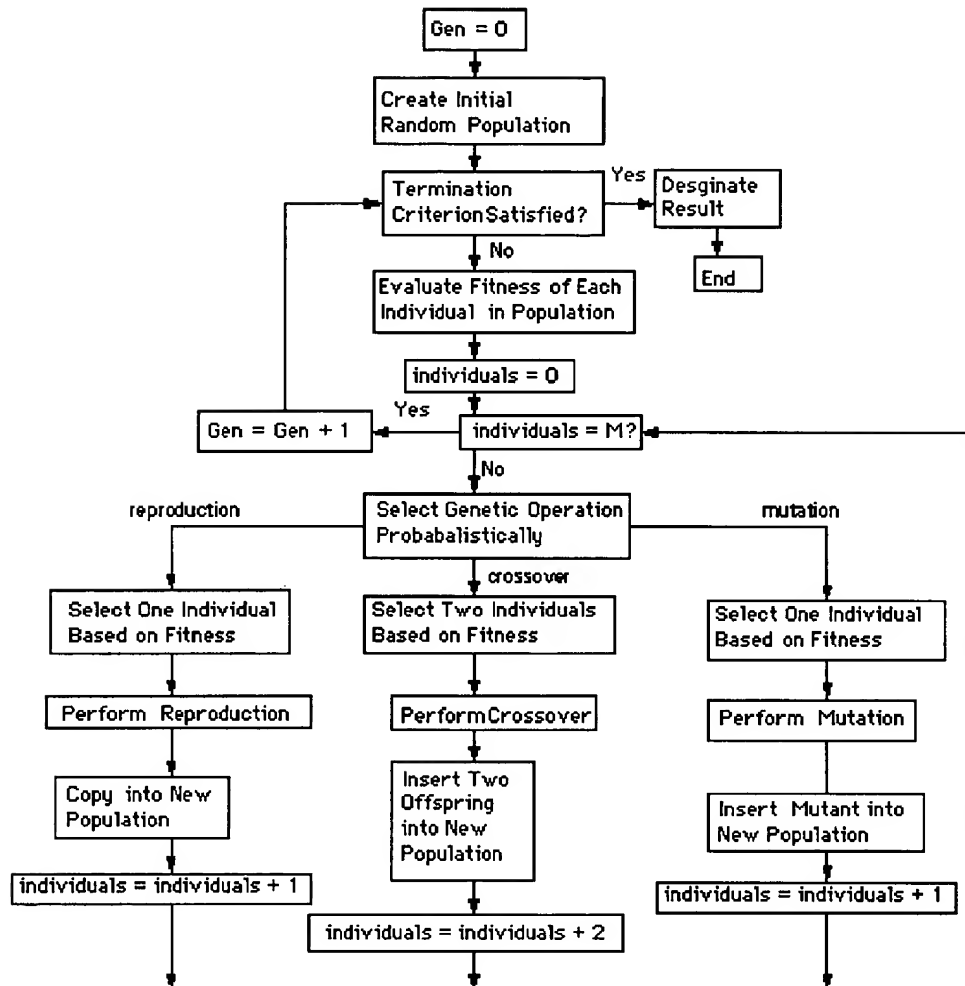 Gen = 0
Create Initial
Random Population
Termination
CriterionSatisfied?
Yes
Desginate
Result
End
No
Evaluate Fitness of Each
Individual in Population
individuals = 0
Yes
Gen = Gen + 1
individuals = M?
No
reproduction
Select Genetic Operation
Probabalistically
mutation
crossover
Select One Individual
Based on Fitness
Perform Reproduction
Copy into New
Population
individuals = individuals + 1
Select Two Individuals
Based on Fitness
PerformCrossover
Insert Two
Offspring
into New
Population
individuals = individuals + 2
Select One Individual
Based on Fitness
Perform Mutation
Insert Mutant into
New Population
individuals = individuals + 1